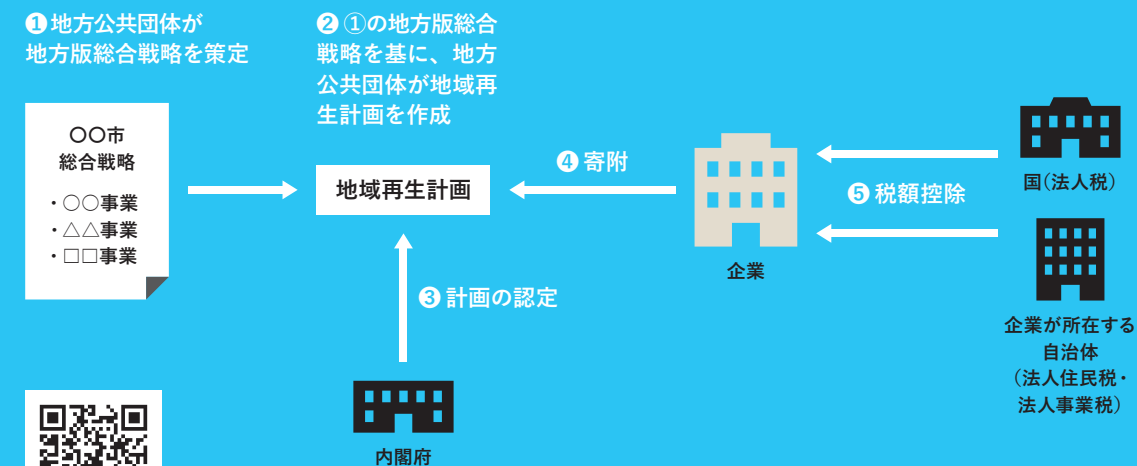 ❶地方公共団体が
地方版総合戦略を策定
❷①の地方版総合
戦略を基に、地方
公共団体が地域再
生計画を作成
〇〇市
総合戦略
・〇〇事業
・△△事業
・□□事業
地域再生計画
❸計画の認定
内閣府
❹寄附
企業
❺税額控除
国(法人税)
企業が所在する
自治体
(法人住民税・
法人事業税)